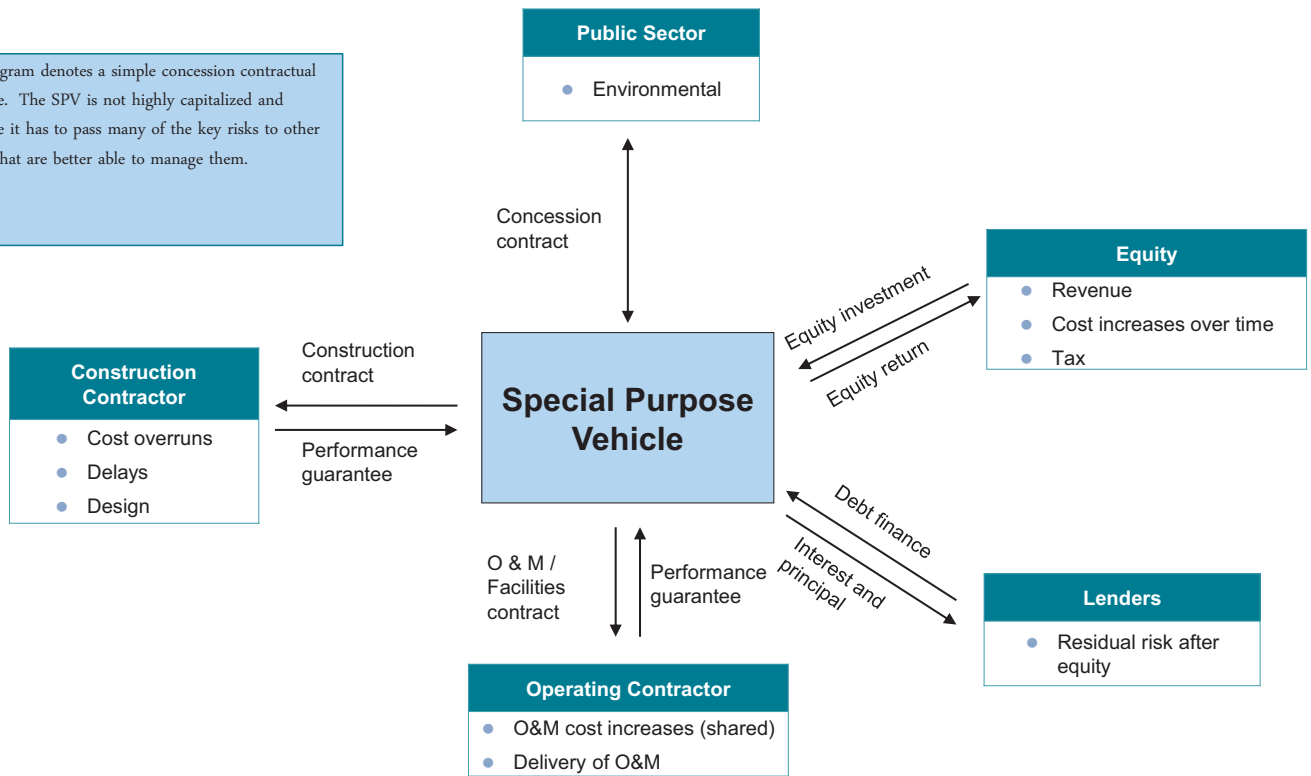 Public Sector
Environmental
gram denotes a simple concession contractual
e. The SPV is not highly capitalized and
e it has to pass many of the key risks to other
hat are better able to manage them.
Concession
contract
Equity
Revenue
Cost increases over time
Tax
Equity investment
Equity return
Construction
contract
Performance
guarantee
Construction
Contractor
Cost overruns
Delays
Design
Special Purpose
Vehicle
Debt finance
Interest and
principal
O & M /
Facilities
contract
Performance
guarantee
Lenders
Residual risk after
equity
Operating Contractor
O&M cost increases (shared)
Delivery of O&M